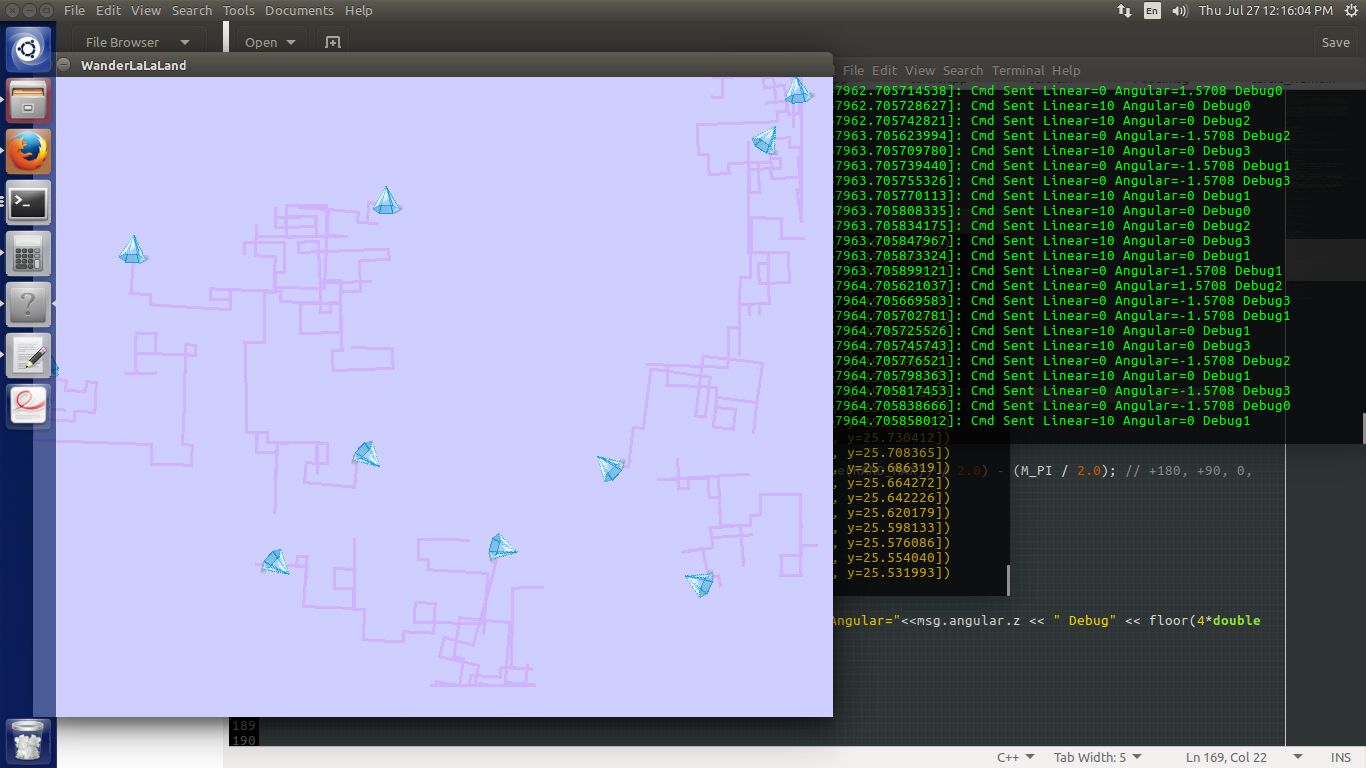 File Edit View Search Tools Documents Help
En
Thu Jul 27 12:16:04 PM
File Browser
Open
Save
WanderLaLaLand
File Edit View Search Terminal Help
7962.705714538]: Cmd Sent Linear=0 Angular=1.5708 Debug0
7962.705728627]: Cmd Sent Linear=10 Angular=0 Debug0
7962.705742821]: Cmd Sent Linear=10 Angular=0 Debug2
7963.705623994]: Cmd Sent Linear=0 Angular=-1.5708 Debug2
7963.705709780]: Cmd Sent Linear=10 Angular=0 Debug3
7963.705739440]: Cmd Sent Linear=0 Angular=-1.5708 Debug1
7963.705755326]: Cmd Sent Linear=0 Angular=-1.5708 Debug3
7963.705770113]: Cmd Sent Linear=10 Angular=0 Debug1
7963.705808335]: Cmd Sent Linear=10 Angular=0 Debug0
7963.705834175]: Cmd Sent Linear=10 Angular=0 Debug2
7963.705847967]: Cmd Sent Linear=10 Angular=0 Debug3
7963.705873324]: Cmd Sent Linear=10 Angular=0 Debug1
7963.705899121]: Cmd Sent Linear=0 Angular=1.5708 Debug1
7964.705621037]: Cmd Sent Linear=0 Angular=1.5708 Debug2
7964.705669583]: Cmd Sent Linear=0 Angular=-1.5708 Debug3
7964.705702781]: Cmd Sent Linear=0 Angular=-1.5708 Debug1
7964.705725526]: Cmd Sent Linear=10 Angular=0 Debug1
7964.705745743]: Cmd Sent Linear=10 Angular=0 Debug3
7964.705776521]: Cmd Sent Linear=0 Angular=-1.5708 Debug2
7964.705798363]: Cmd Sent Linear=10 Angular=0 Debug1
7964.705817453]: Cmd Sent Linear=0 Angular=-1.5708 Debug3
7964.705838666]: Cmd Sent Linear=0 Angular=-1.5708 Debug0
7964.705858012]: Cmd Sent Linear=10 Angular=0 Debug1
, y=25.730412])
, y=25.708365])
, y=25.686319])
, y=25.664272])
, y=25.642226])
, y=25.620179])
, y=25.598133])
, y=25.576086])
, y=25.554040])
, y=25.531993])
2.0) - (M_PI / 2.0); // +180, +90, 0,
Angular="<<msg.angular.z << " Debug" << floor(4*double
189
190
C++
Tab Width: 5
Ln 169, Col 22
INS